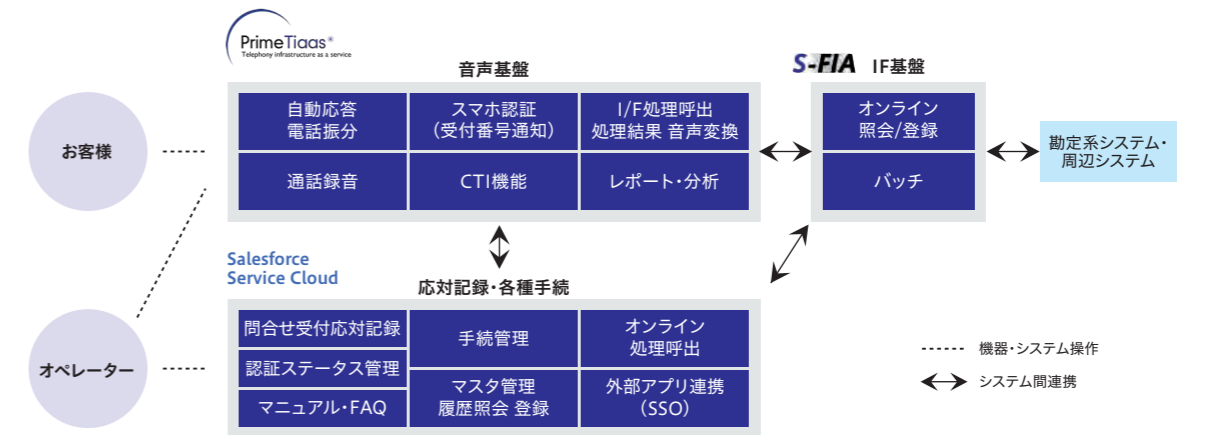 PrimeTiaas*
Telephony infrastructure as a service
音声基盤
S-FIA IF基盤
お客様
自動応答
電話振分
スマホ認証
(受付番号通知)
I/F処理呼出
処理結果 音声変換
通話録音
CTI機能
レポート・分析
オンライン
照会/登録
バッチ
勘定系システム・
周辺システム
Salesforce
Service Cloud
応対記録・各種手続
オペレーター
問合せ受付応対記録
認証ステータス管理
マニュアル・FAQ
手続管理
マスタ管理
履歴照会 登録
オンライン
処理呼出
外部アプリ連携
(SSO)
機器・システム操作
システム間連携